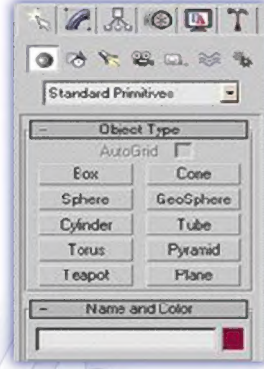 Standard Primitives
Object Type
AutoGrid
Box Cone
Sphere GeoSphere
Cylinder Tube
Torus Pyramid
Teapot Plane
Name and Color